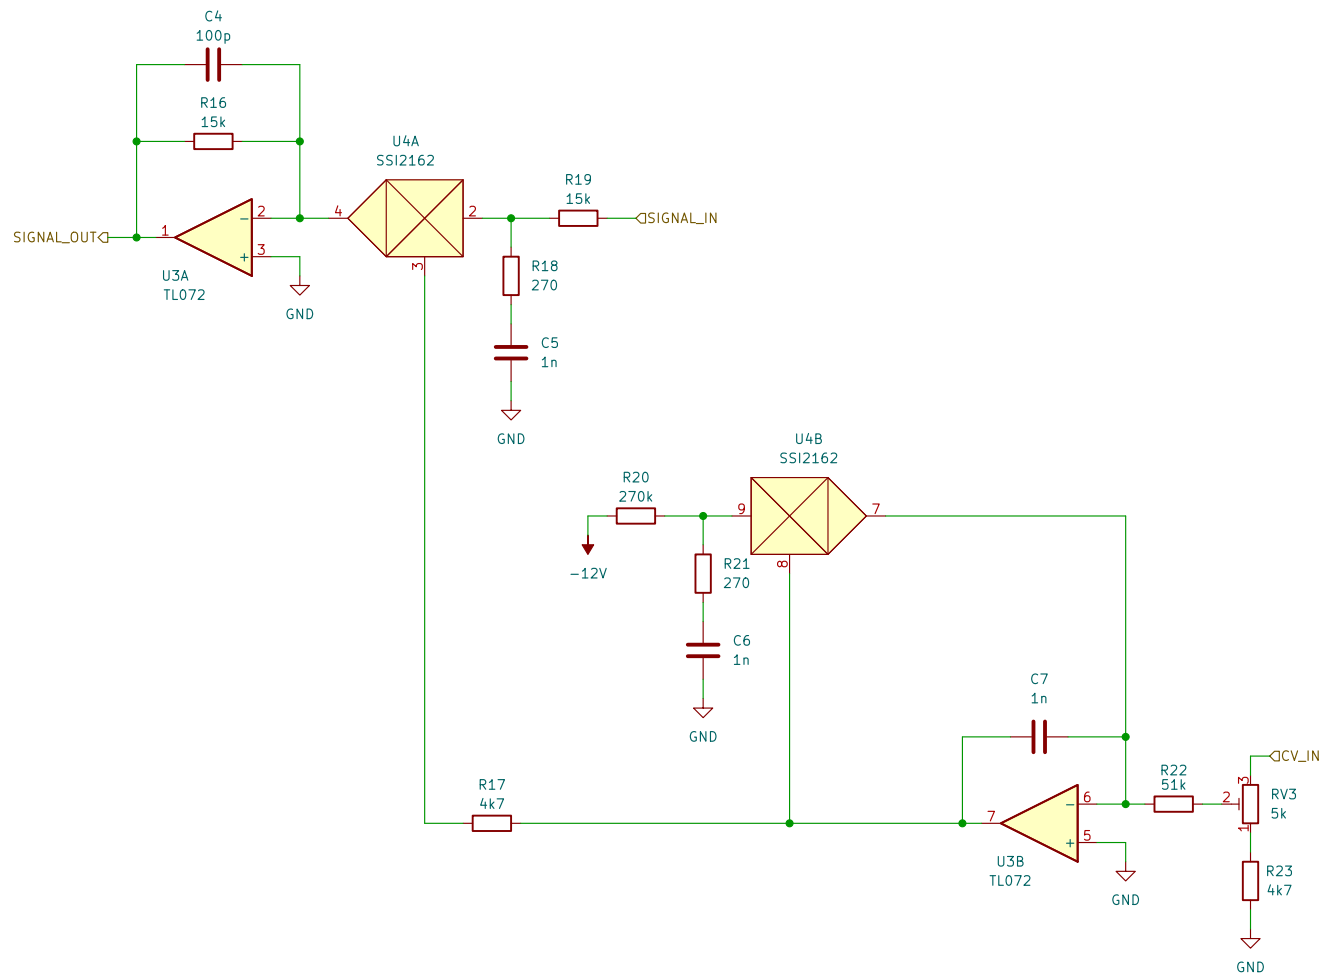 C4
100p
R16
15k
U4A
SSI2162
R19
15k
2
4
2
SIGNAL_IN
SIGNAL_OUT
1
−
+
3
3
U3A
TL072
GND
R18
270
C5
1n
GND
U4B
SSI2162
R20
270k
9
7
8
-12V
R21
270
C6
1n
GND
C7
1n
R17
4k7
R22
51k
CV_IN
3
2
RV3
5k
1
7
6
−
+
5
U3B
TL072
GND
R23
4k7
GND